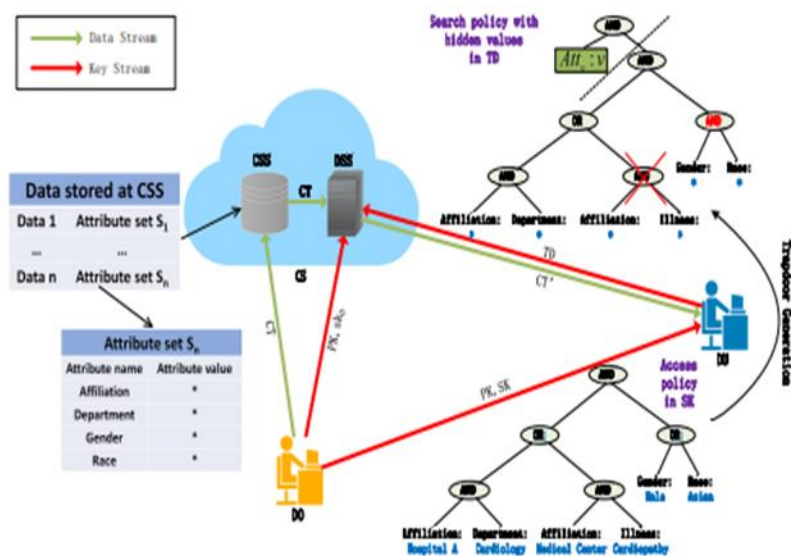 Data Stream
Key Stream
Search policy with
hidden values
in TD
AND
Att_v : v
AND
OR
AND
Gender:
Race:
AND
AND
Affiliation:
Department:
Affiliation:
Illness:
CSS
DSS
CT
CS
Data stored at CSS
Data 1 Attribute set S1
... ...
Data n Attribute set Sn
Attribute set Sn
Attribute name Attribute value
Affiliation *
Department *
Gender *
Race *
CT
TD
CT'
PK, SK
DO
DU
Trapdoor Generation
Access
policy
in SK
AND
OR
OR
Gender:
Male
Race:
Asian
AND
AND
Affiliation:
Hospital A
Department:
Cardiology
Affiliation:
Medical Center
Illness:
Cardiopathy